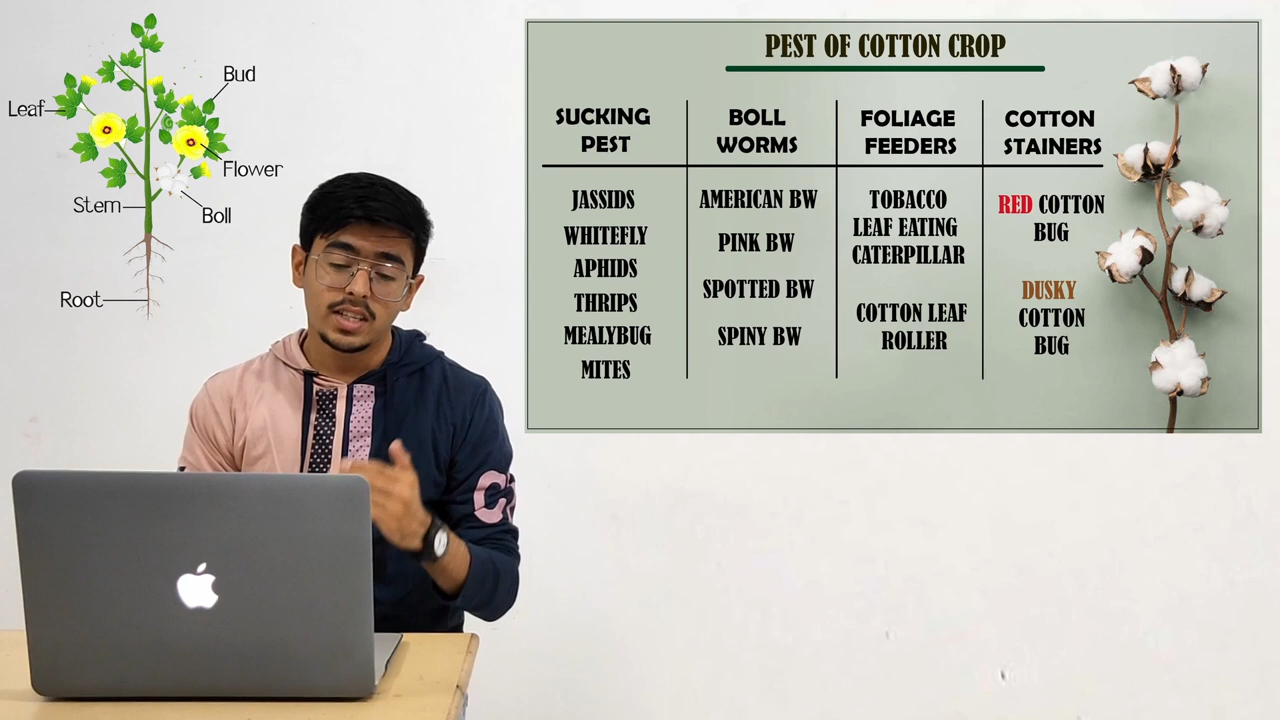 Bud
Leaf
Flower
Stem
Boll
Root
PEST OF COTTON CROP
SUCKING
PEST
JASSIDS
WHITEFLY
APHIDS
THRIPS
MEALYBUG
MITES
BOLL
WORMS
AMERICAN BW
PINK BW
SPOTTED BW
SPINY BW
FOLIAGE
FEEDERS
TOBACCO
LEAF EATING
CATERPILLAR
COTTON LEAF
ROLLER
COTTON
STAINERS
RED COTTON
BUG
DUSKY
COTTON
BUG